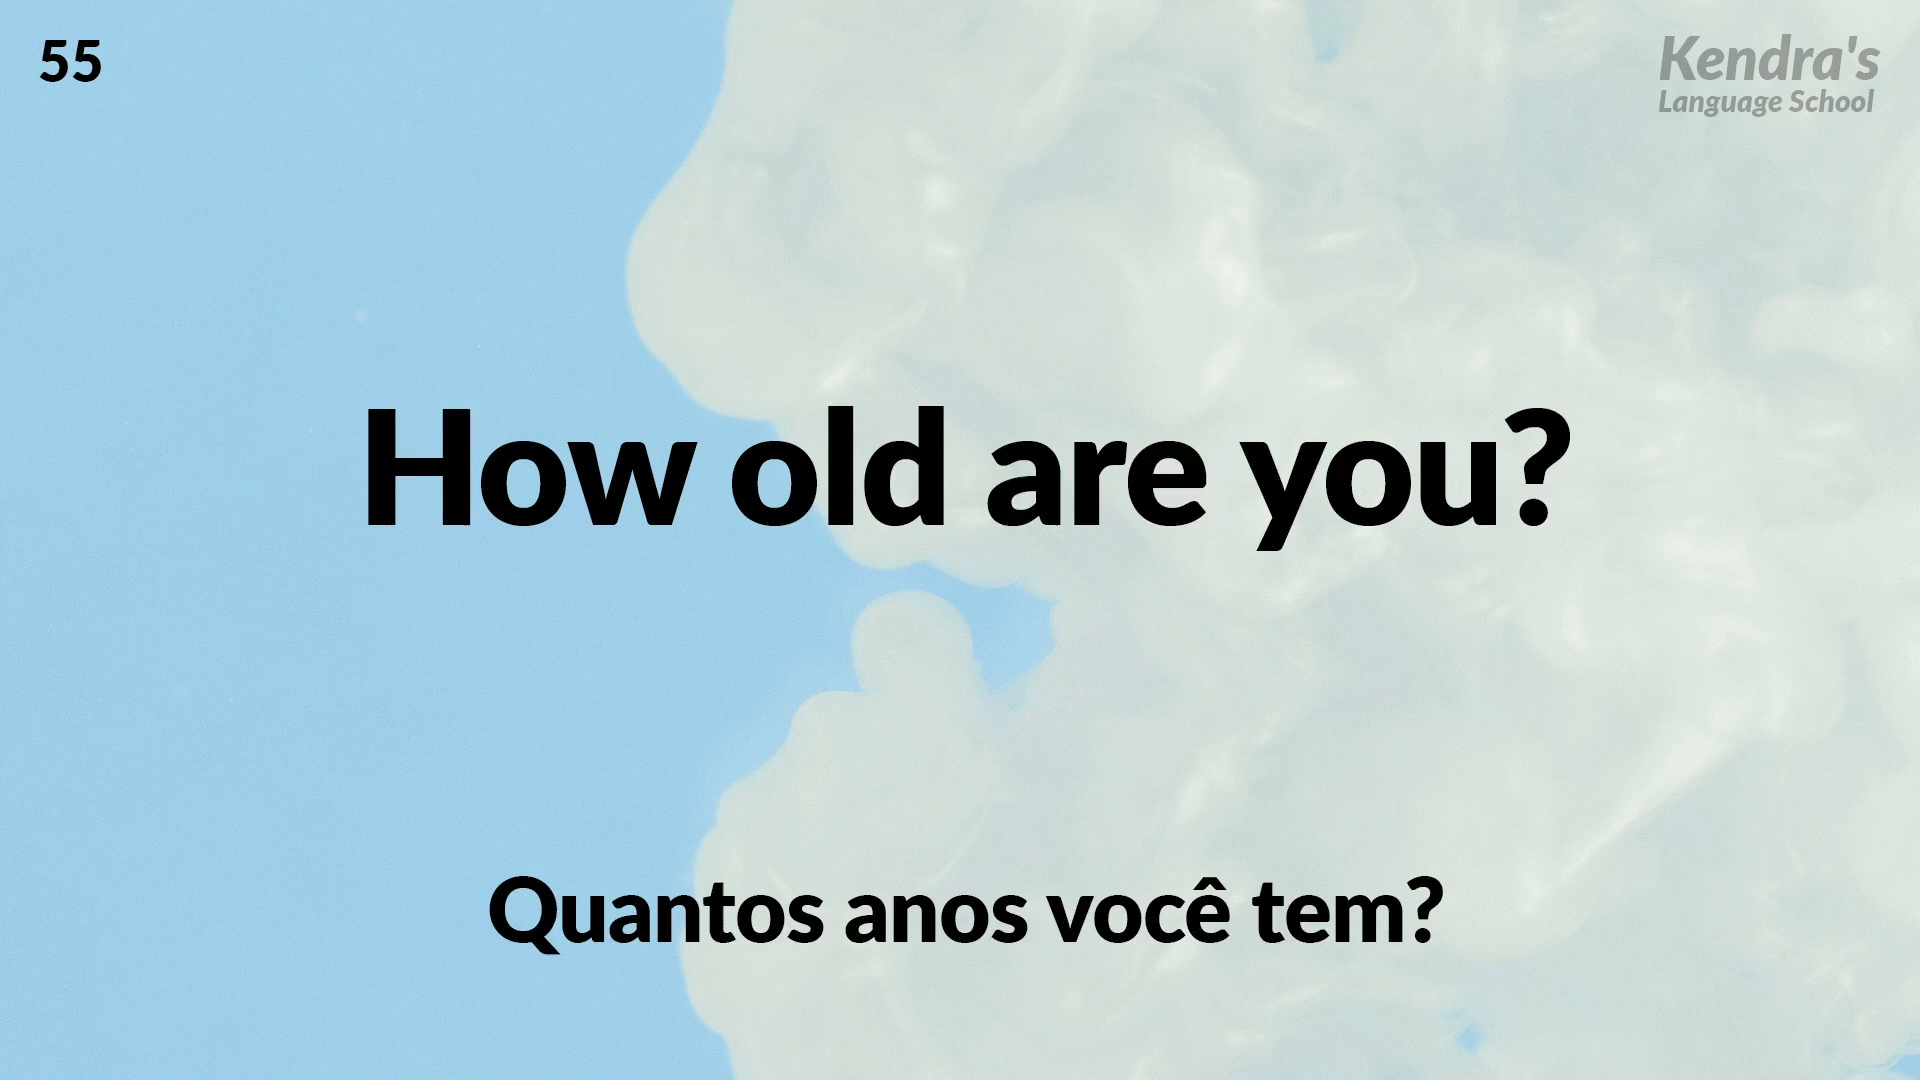 55
Kendra's
Language School
How old are you?
Quantos anos você tem?